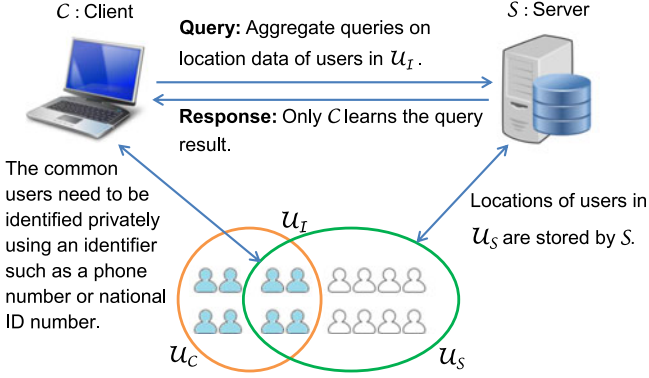 C : Client
S : Server
Query: Aggregate queries on
location data of users in U_I .
Response: Only C learns the query
result.
The common
users need to be
identified privately
using an identifier
such as a phone
number or national
ID number.
Locations of users in
U_S are stored by S.
U_I
U_C
U_S